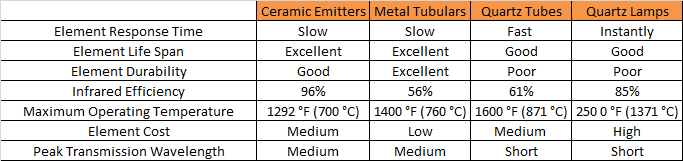 Ceramic Emitters Metal Tubulars Quartz Tubes Quartz Lamps
Element Response Time Slow Slow Fast Instantly
Element Life Span Excellent Excellent Good Good
Element Durability Good Excellent Poor Poor
Infrared Efficiency 96% 56% 61% 85%
Maximum Operating Temperature 1292 °F (700 °C) 1400 °F (760 °C) 1600 °F (871 °C) 250 0 °F (1371 °C)
Element Cost Medium Low Medium High
Peak Transmission Wavelength Medium Medium Short Short